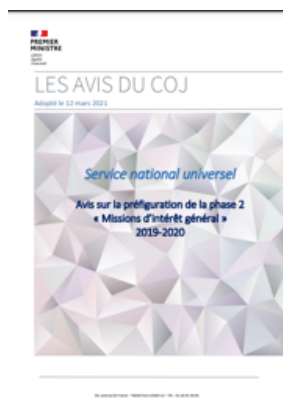 PREMIER
MINISTRE
LES AVIS DU COJ
Adopté le 12 mars 2021
Service national universel
Avis sur la préfiguration de la phase 2
« Missions d'intérêt général »
2019-2020